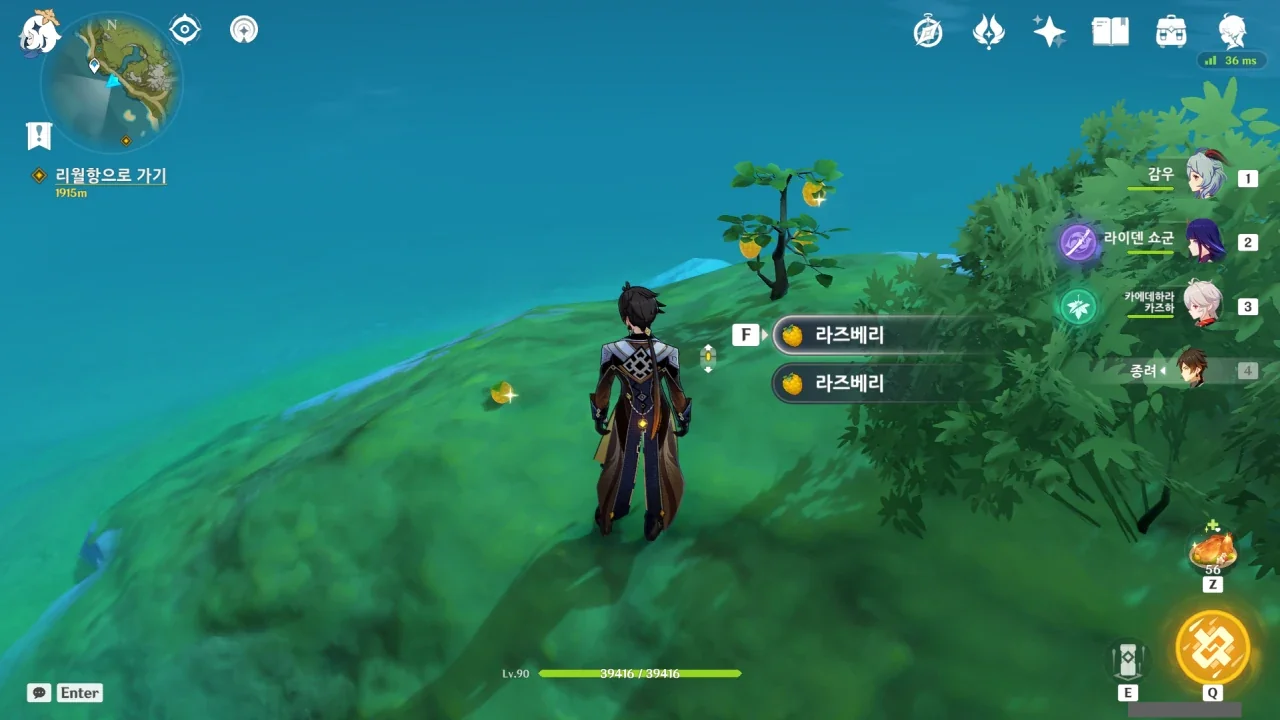 N
36 ms
리월항으로 가기
1915m
감우
1
라이덴 쇼군
2
카에데하라
카즈하
3
종려
4
F
라즈베리
라즈베리
56
Z
Lv.90
39416 / 39416
E
Q
Enter